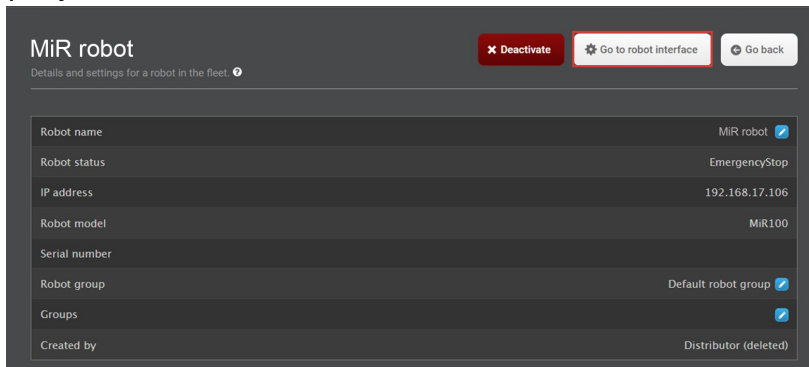 MiR robot
Deactivate
Go to robot interface
Go back
Details and settings for a robot in the fleet.
Robot name MiR robot
Robot status EmergencyStop
IP address 192.168.17.106
Robot model MiR100
Serial number
Robot group Default robot group
Groups
Created by Distributor (deleted)